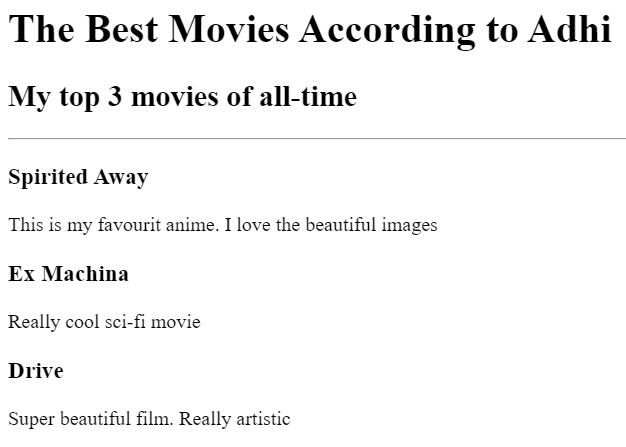 The Best Movies According to Adhi
My top 3 movies of all-time
Spirited Away
This is my favourit anime. I love the beautiful images
Ex Machina
Really cool sci-fi movie
Drive
Super beautiful film. Really artistic